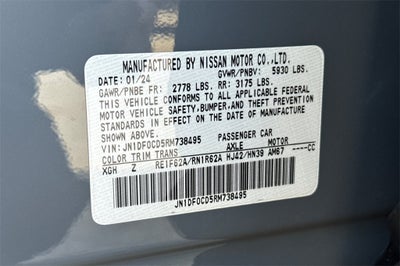 MANUFACTURED BY NISSAN MOTOR CO.,LTD.
DATE: 01/24 GVWR/PNBV: 5930 LBS.
GAWR/PNBE FR: 2778 LBS. RR: 3175 LBS.
THIS VEHICLE CONFORMS TO ALL APPLICABLE FEDERAL
MOTOR VEHICLE SAFETY,BUMPER,AND THEFT PREVENTION
STANDARDS IN EFFECT ON THE DATE OF MANUFACTURE
SHOWN ABOVE.
VIN:JN1DF0CD5RM738495 PASSENGER CAR
COLOR TRIM TRANS AXLE MOTOR
XGH Z RE1F62A/RN1R62A HJ42/HN39 AM67 ----CC
JN1DF0CD5RM738495